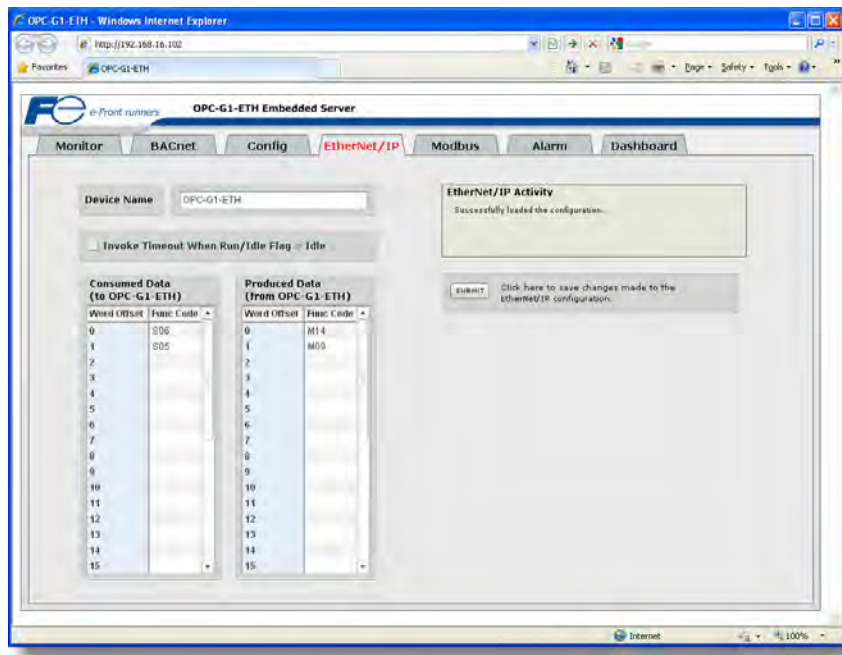 OPC-G1-ETH - Windows Internet Explorer
http://192.168.16.102
Favorites OPC-G1-ETH Page Safety Tools
Fe e-Front runners OPC-G1-ETH Embedded Server
Monitor BACnet Config EtherNet/IP Modbus Alarm Dashboard
Device Name OPC-G1-ETH
Invoke Timeout When Run/Idle Flag = Idle
EtherNet/IP Activity
Successfully loaded the configuration.
SUBMIT Click here to save changes made to the
EtherNet/IP configuration.
Consumed Data
(to OPC-G1-ETH)
Word Offset Func Code
0 S06
1 S05
2
3
4
5
6
7
8
9
10
11
12
13
14
15
Produced Data
(from OPC-G1-ETH)
Word Offset Func Code
0 M14
1 M09
2
3
4
5
6
7
8
9
10
11
12
13
14
15
Internet 100%